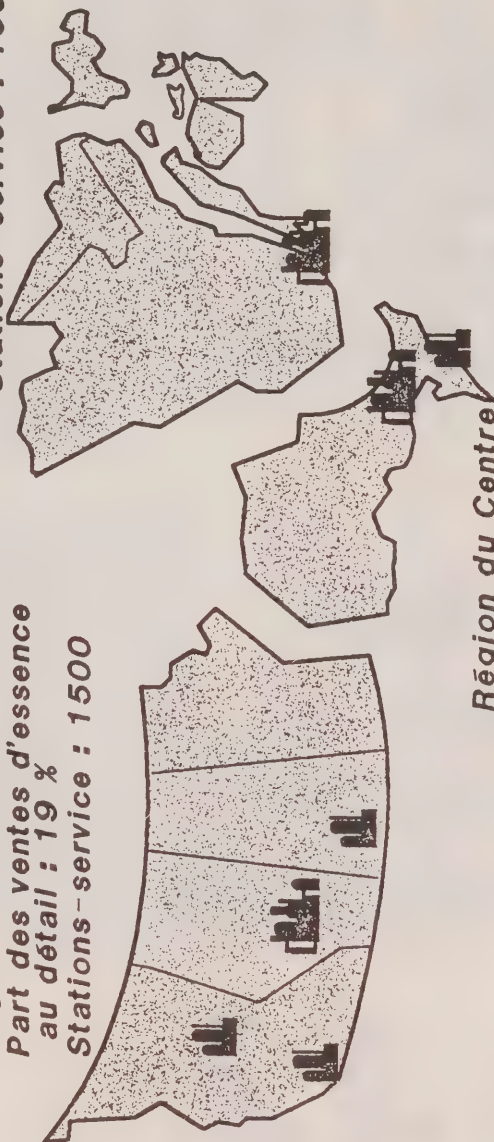 Part des ventes d'essence
au détail : 19 %
Stations-service : 1500
Région du Centre